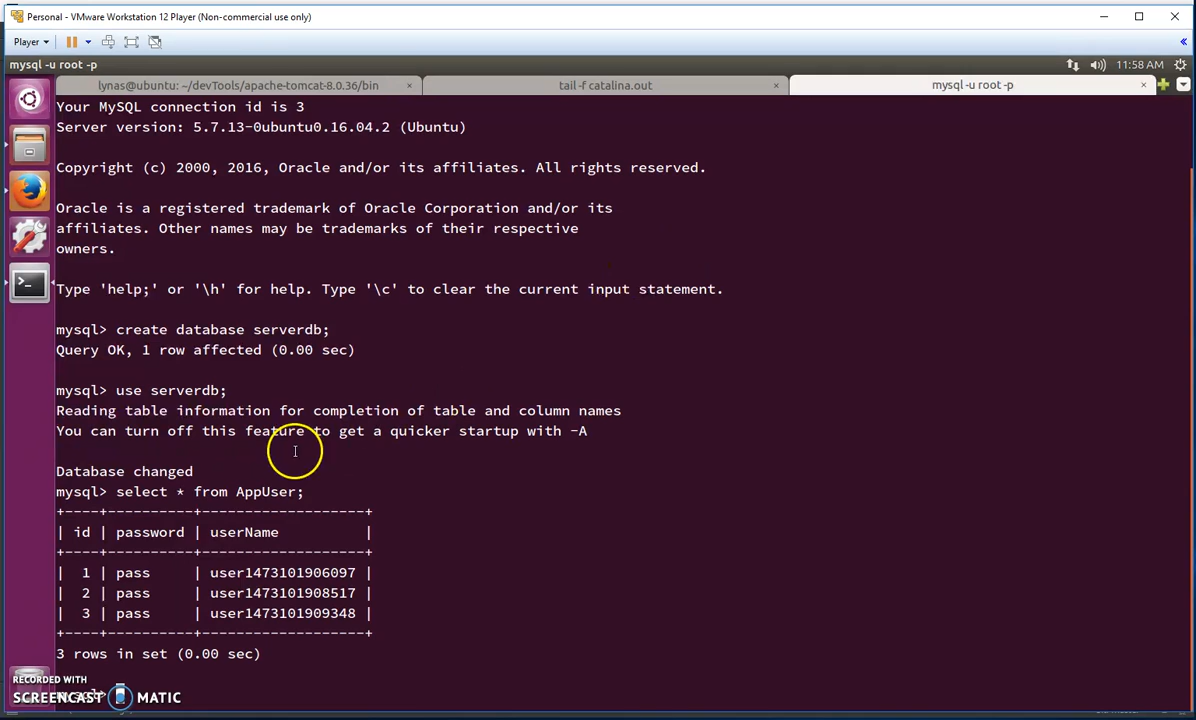 Personal - VMware Workstation 12 Player (Non-commercial use only)
Player
mysql -u root -p
11:58 AM
lynas@ubuntu: ~/devTools/apache-tomcat-8.0.36/bin
tail -f catalina.out
mysql -u root -p
Your MySQL connection id is 3
Server version: 5.7.13-0ubuntu0.16.04.2 (Ubuntu)
Copyright (c) 2000, 2016, Oracle and/or its affiliates. All rights reserved.
Oracle is a registered trademark of Oracle Corporation and/or its
affiliates. Other names may be trademarks of their respective
owners.
Type 'help;' or '\h' for help. Type '\c' to clear the current input statement.
mysql> create database serverdb;
Query OK, 1 row affected (0.00 sec)
mysql> use serverdb;
Reading table information for completion of table and column names
You can turn off this feature to get a quicker startup with -A
Database changed
mysql> select * from AppUser;
+----+----------+-------------------+
| id | password | userName          |
+----+----------+-------------------+
|  1 | pass     | user1473101906097 |
|  2 | pass     | user1473101908517 |
|  3 | pass     | user1473101909348 |
+----+----------+-------------------+
3 rows in set (0.00 sec)
RECORDED WITH
SCREENCAST MATIC